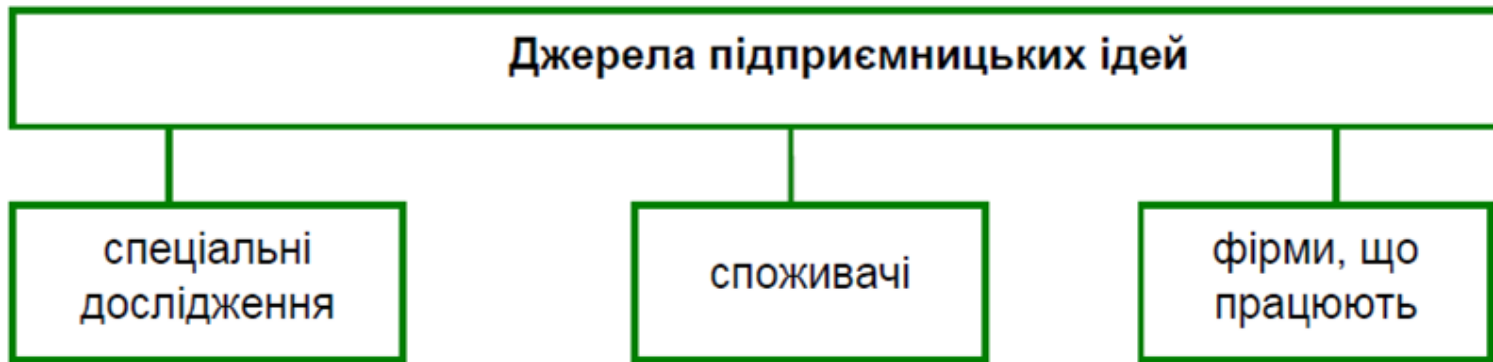 Джерела підприємницьких ідей
спеціальні
дослідження
споживачі
фірми, що
працюють